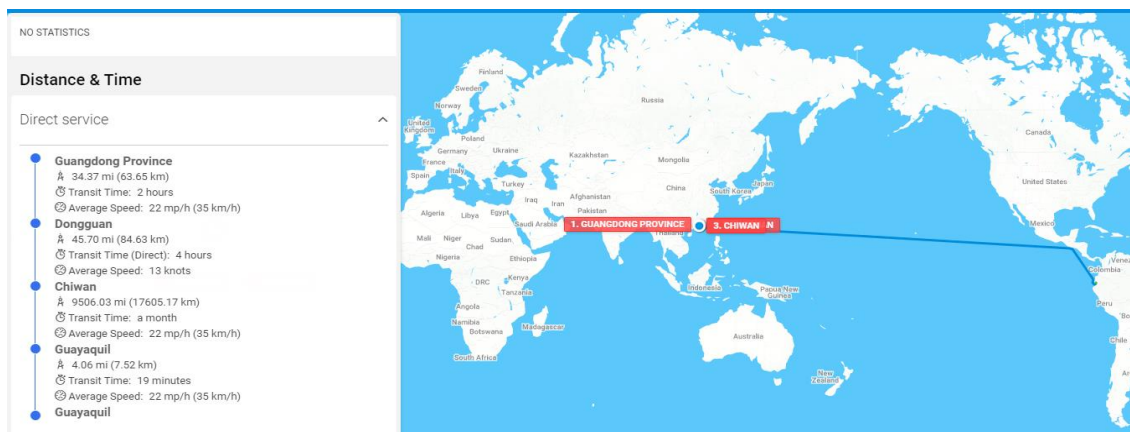 NO STATISTICS
Distance & Time
Direct service
Guangdong Province
34.37 mi (63.65 km)
Transit Time: 2 hours
Average Speed: 22 mp/h (35 km/h)
Dongguan
45.70 mi (84.63 km)
Transit Time (Direct): 4 hours
Average Speed: 13 knots
Chiwan
9506.03 mi (17605.17 km)
Transit Time: a month
Average Speed: 22 mp/h (35 km/h)
Guayaquil
4.06 mi (7.52 km)
Transit Time: 19 minutes
Average Speed: 22 mp/h (35 km/h)
Guayaquil
Finland
Sweden
Norway
Russia
United Kingdom
Canada
Poland
Germany
Ukraine
Kazakhstan
Mongolia
France
Italy
Spain
Turkey
China
South Korea
Japan
United States
Iraq
Iran
Afghanistan
Pakistan
Algeria
Libya
Egypt
Saudi Arabia
1. GUANGDONG PROVINCE
3. CHIWAN
N
Mexico
Mali
Niger
Chad
Sudan
Thailand
Nigeria
Ethiopia
Colombia
DRC
Kenya
Tanzania
Indonesia
Papua New Guinea
Peru
Angola
Namibia
Botswana
Madagascar
Australia
Chile
South Africa
New Zealand